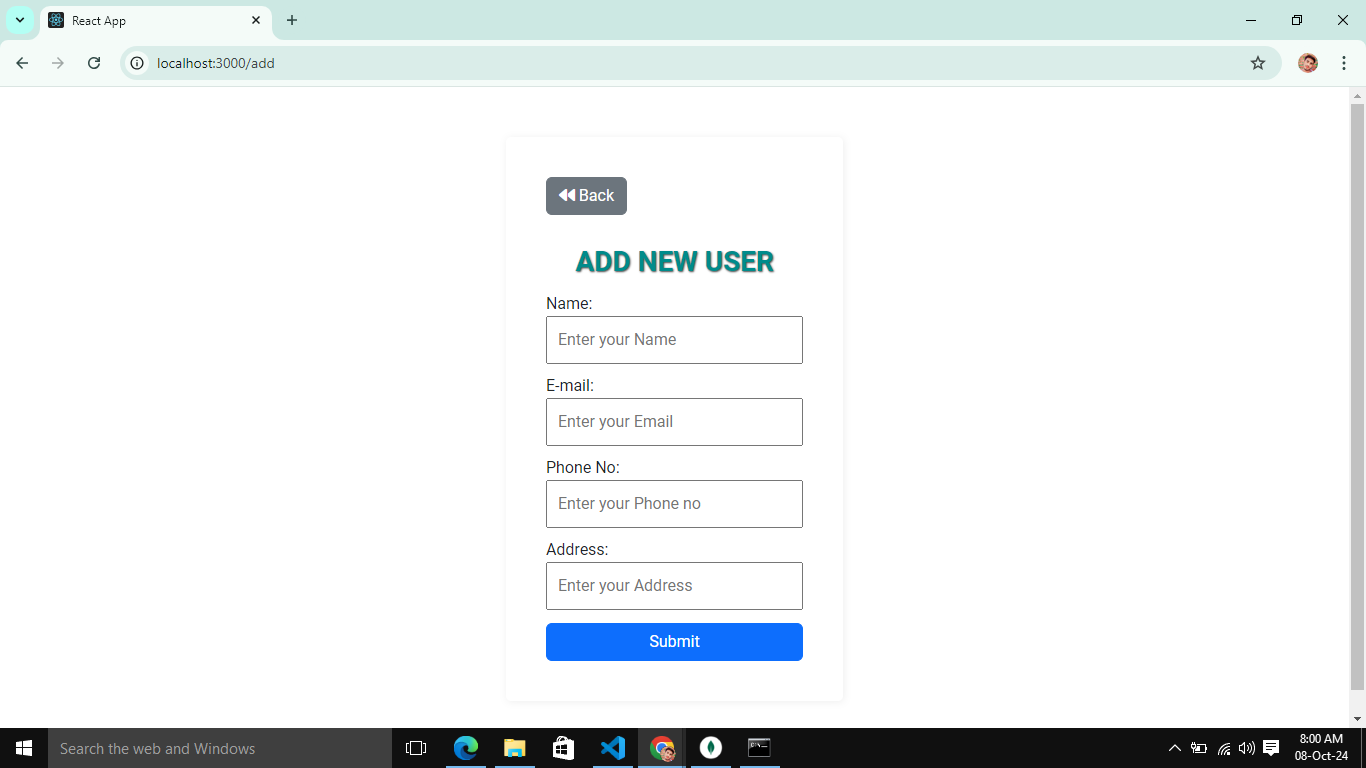 React App
localhost:3000/add
Back
ADD NEW USER
Name:
Enter your Name
E-mail:
Enter your Email
Phone No:
Enter your Phone no
Address:
Enter your Address
Submit
Search the web and Windows
8:00 AM
08-Oct-24